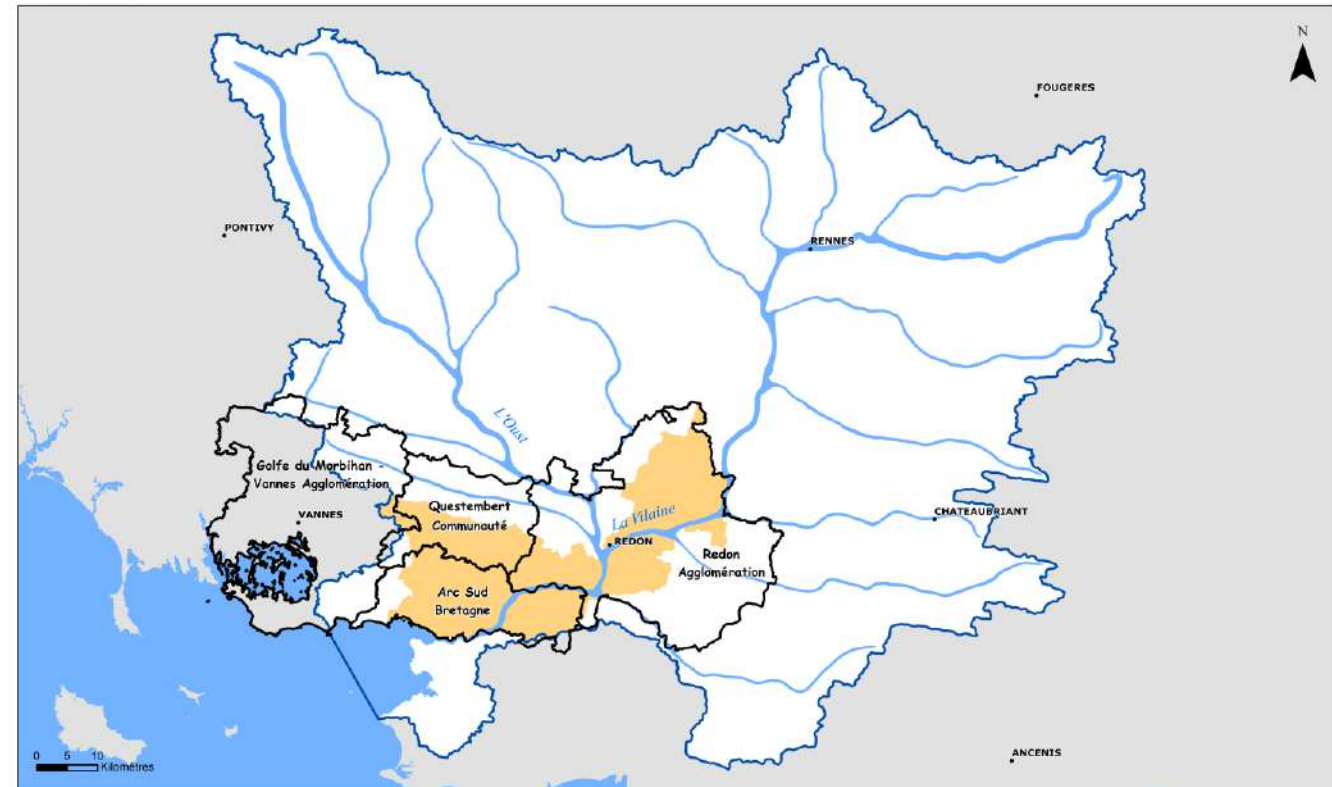 N
FOUGERES
PONTIVY
RENNES
L'Oust
Golfe du Morbihan -
Vannes Agglomération
VANNES
Questembert
Communauté
La Vilaine
REDON
CHATEAUBRIANT
Redon
Agglomération
Arc Sud
Bretagne
0 5 10
Kilomètres
ANCENIS